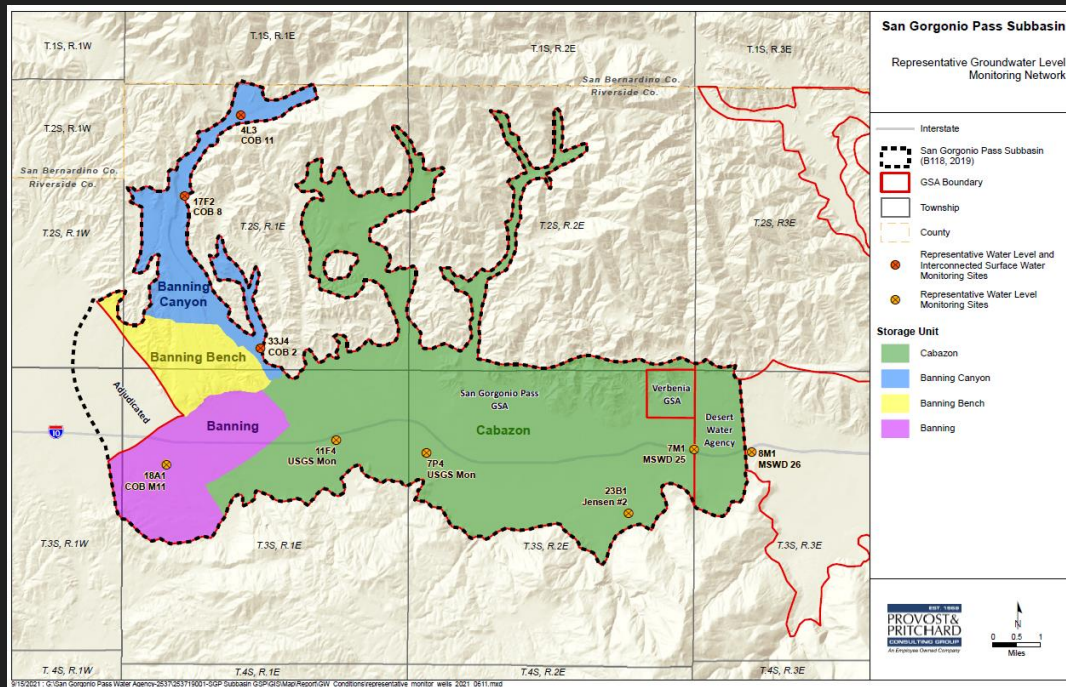 San Gorgonio Pass Subbasin
Representative Groundwater Level
Monitoring Network
Interstate
San Gorgonio Pass Subbasin
(B118, 2019)
GSA Boundary
Township
County
Representative Water Level and
Interconnected Surface Water
Monitoring Sites
Representative Water Level
Monitoring Sites
Storage Unit
Cabazon
Banning Canyon
Banning Bench
Banning
EST 1968
PROVOST&
PRITCHARD
CONSULTING GROUP
An Employee Owned Company
N
0 0.5 1
Miles
T.1S, R.1W
T.1S, R.1E
T.1S, R.2E
T.1S, R.3E
San Bernardino Co.
Riverside Co.
T.2S, R.1W
4L3
COB 11
San Bernardino Co.
Riverside Co.
17F2
COB 8
T.2S, R.1W
T.2S, R.1E
T.2S, R.2E
T.2S, R3E
Banning
Canyon
33J4
COB 2
Banning Bench
Adjudicated
San Gorgonio Pass
GSA
Verbenia
GSA
Desert
Water
Agency
Banning
Cabazon
10
11F4
USGS Mon
7P4
USGS Mon
7M1
MSWD 25
8M1
MSWD 26
18A1
COB M11
23B1
Jensen #2
T.3S, R.1W
T.3S, R.1E
T.3S, R.2E
T.3S, R.3E
T. 4S, R.1W
T.4S, R.1E
T.4S, R.2E
T.4S, R.3E